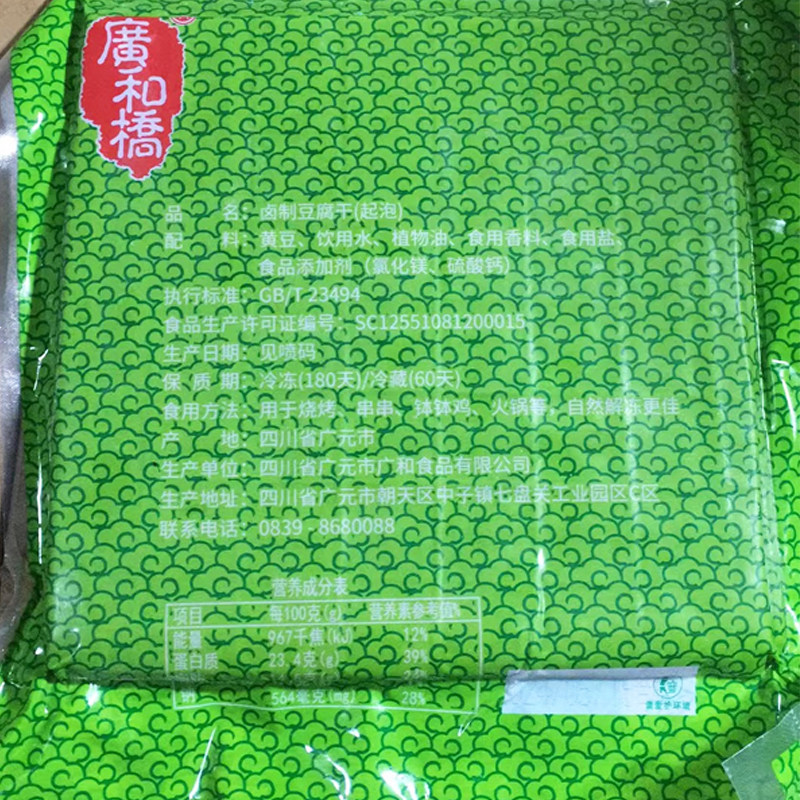 廣和橋
品 名：卤制豆腐干(起泡)
配 料：黄豆、饮用水、植物油、食用香料、食用盐、
食品添加剂（氯化镁、硫酸钙）
执行标准：GB/T 23494
食品生产许可证编号：SC12551081200015
生产日期：见喷码
保 质 期：冷冻(180天)/冷藏(60天)
食用方法：用于烧烤、串串、钵钵鸡、火锅等，自然解冻更佳
产 地：四川省广元市
生产单位：四川省广元市广和食品有限公司
生产地址：四川省广元市朝天区中子镇七盘关工业园区C区
联系电话：0839 - 8680088
营养成分表
项目 每100克(g) 营养素参考值%
能量 967千焦(kJ) 12%
蛋白质 23.4克(g) 39%
钠 564毫克(mg) 28%